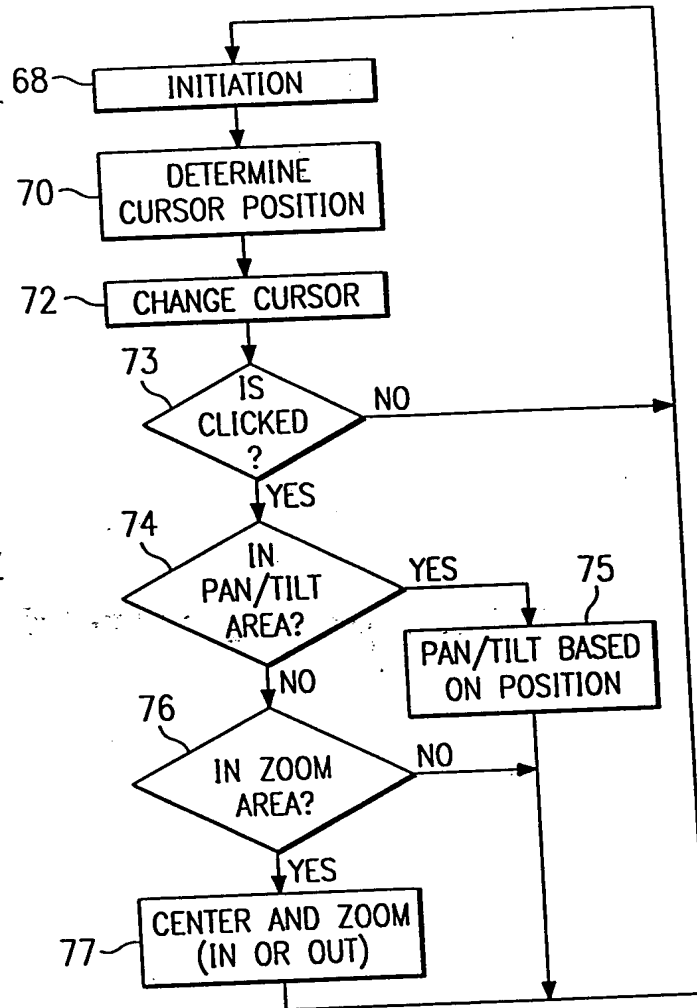 68
INITIATION
70
DETERMINE
CURSOR POSITION
72
CHANGE CURSOR
73
IS
CLICKED
?
NO
YES
74
IN
PAN/TILT
AREA?
YES
75
PAN/TILT BASED
ON POSITION
NO
76
IN ZOOM
AREA?
NO
YES
77
CENTER AND ZOOM
(IN OR OUT)